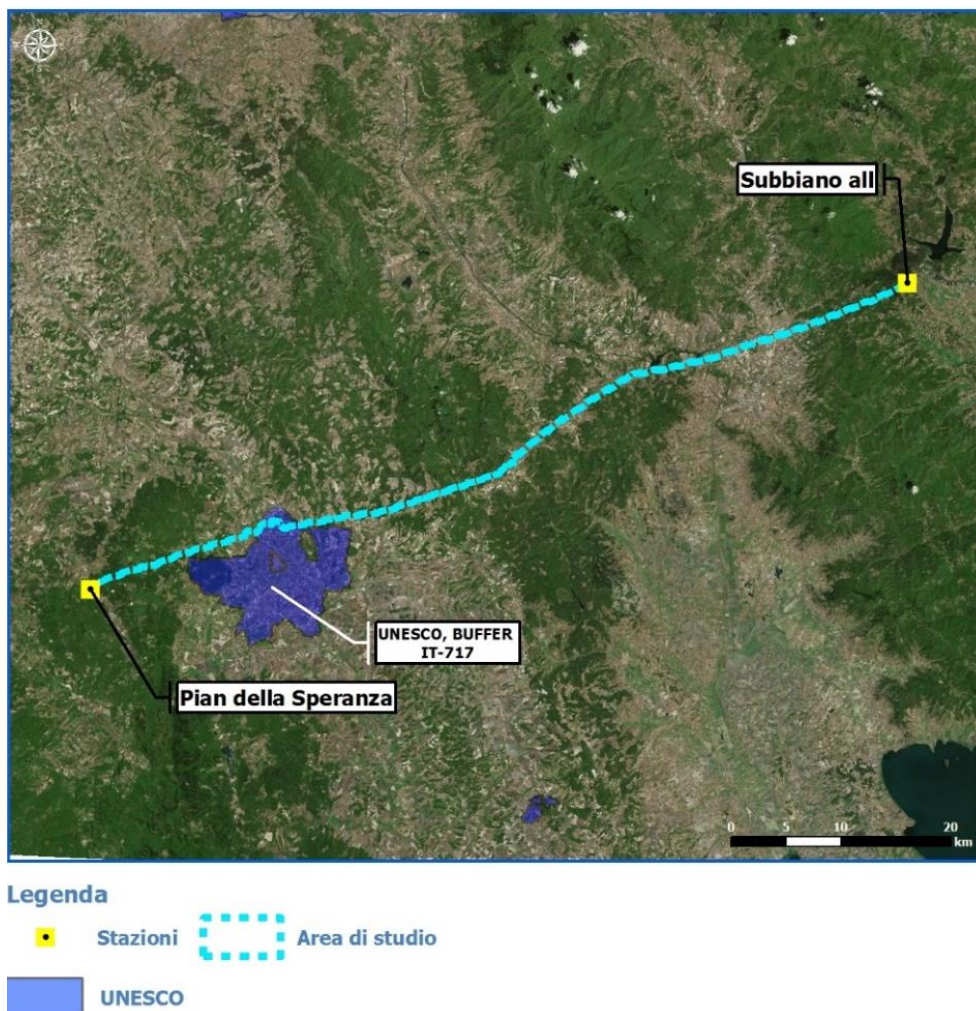 Subbiano all
UNESCO, BUFFER
IT-717
Pian della Speranza
0 5 10 20
km
Legenda
Stazioni
Area di studio
UNESCO